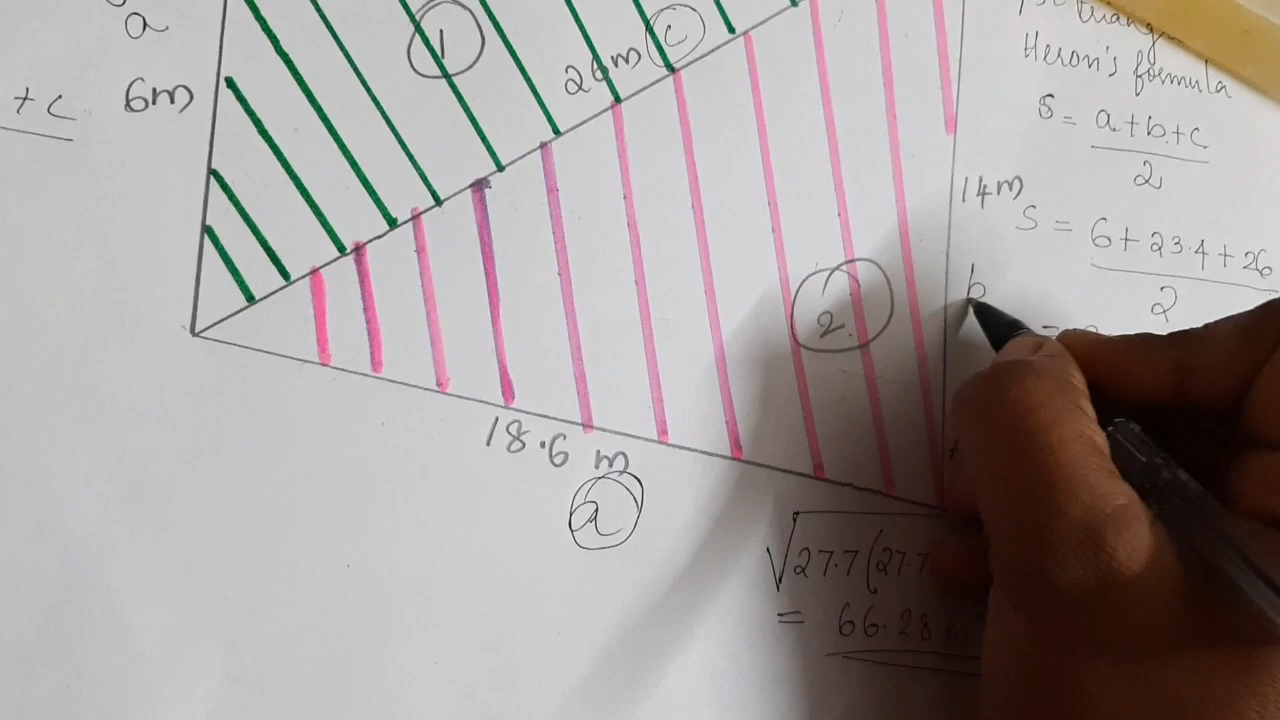 a
6m
+c
1
26m
c
Heron's formula
S = a+b+c
2
14m
S = 6+23.4+26
2
b
2.
18.6 m
a
√27.7(27.7
= 66.28